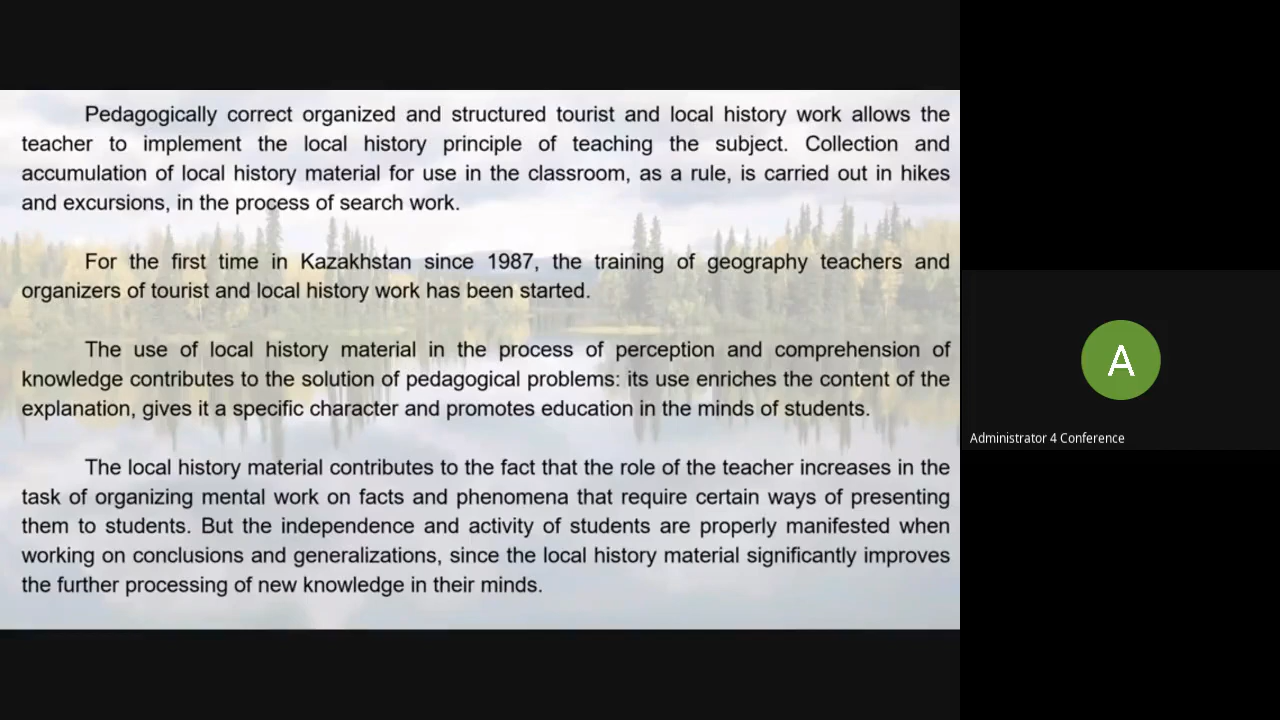 Pedagogically correct organized and structured tourist and local history work allows the
teacher to implement the local history principle of teaching the subject. Collection and
accumulation of local history material for use in the classroom, as a rule, is carried out in hikes
and excursions, in the process of search work.
For the first time in Kazakhstan since 1987, the training of geography teachers and
organizers of tourist and local history work has been started.
The use of local history material in the process of perception and comprehension of
knowledge contributes to the solution of pedagogical problems: its use enriches the content of the
explanation, gives it a specific character and promotes education in the minds of students.
The local history material contributes to the fact that the role of the teacher increases in the
task of organizing mental work on facts and phenomena that require certain ways of presenting
them to students. But the independence and activity of students are properly manifested when
working on conclusions and generalizations, since the local history material significantly improves
the further processing of new knowledge in their minds.
A
Administrator 4 Conference